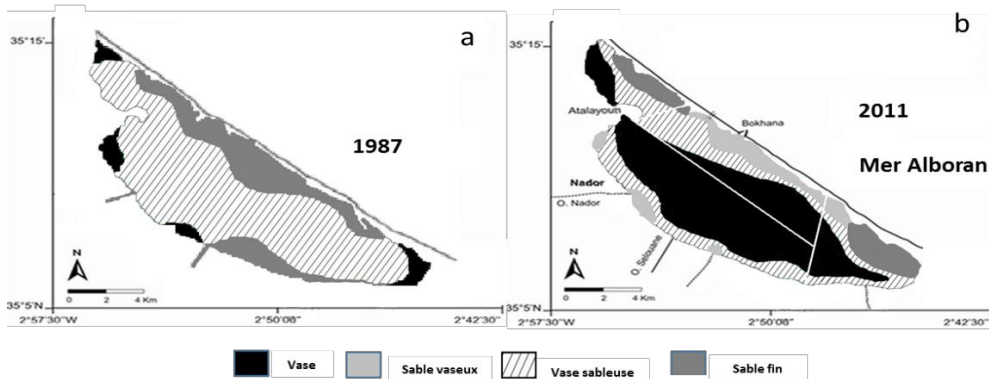 a
35°15'
1987
N
0 2 4 Km
35°5'N
2°57'30"W
2°50'08"
2°42'30"
b
35°15'
2011
Mer Alboran
Atalayoun
Bokhana
Nador
O. Nador
O. Selouane
N
0 2 4 Km
35°5'N
2°57'30"W
2°50'08"
2°42'30"
Vase
Sable vaseux
Vase sableuse
Sable fin